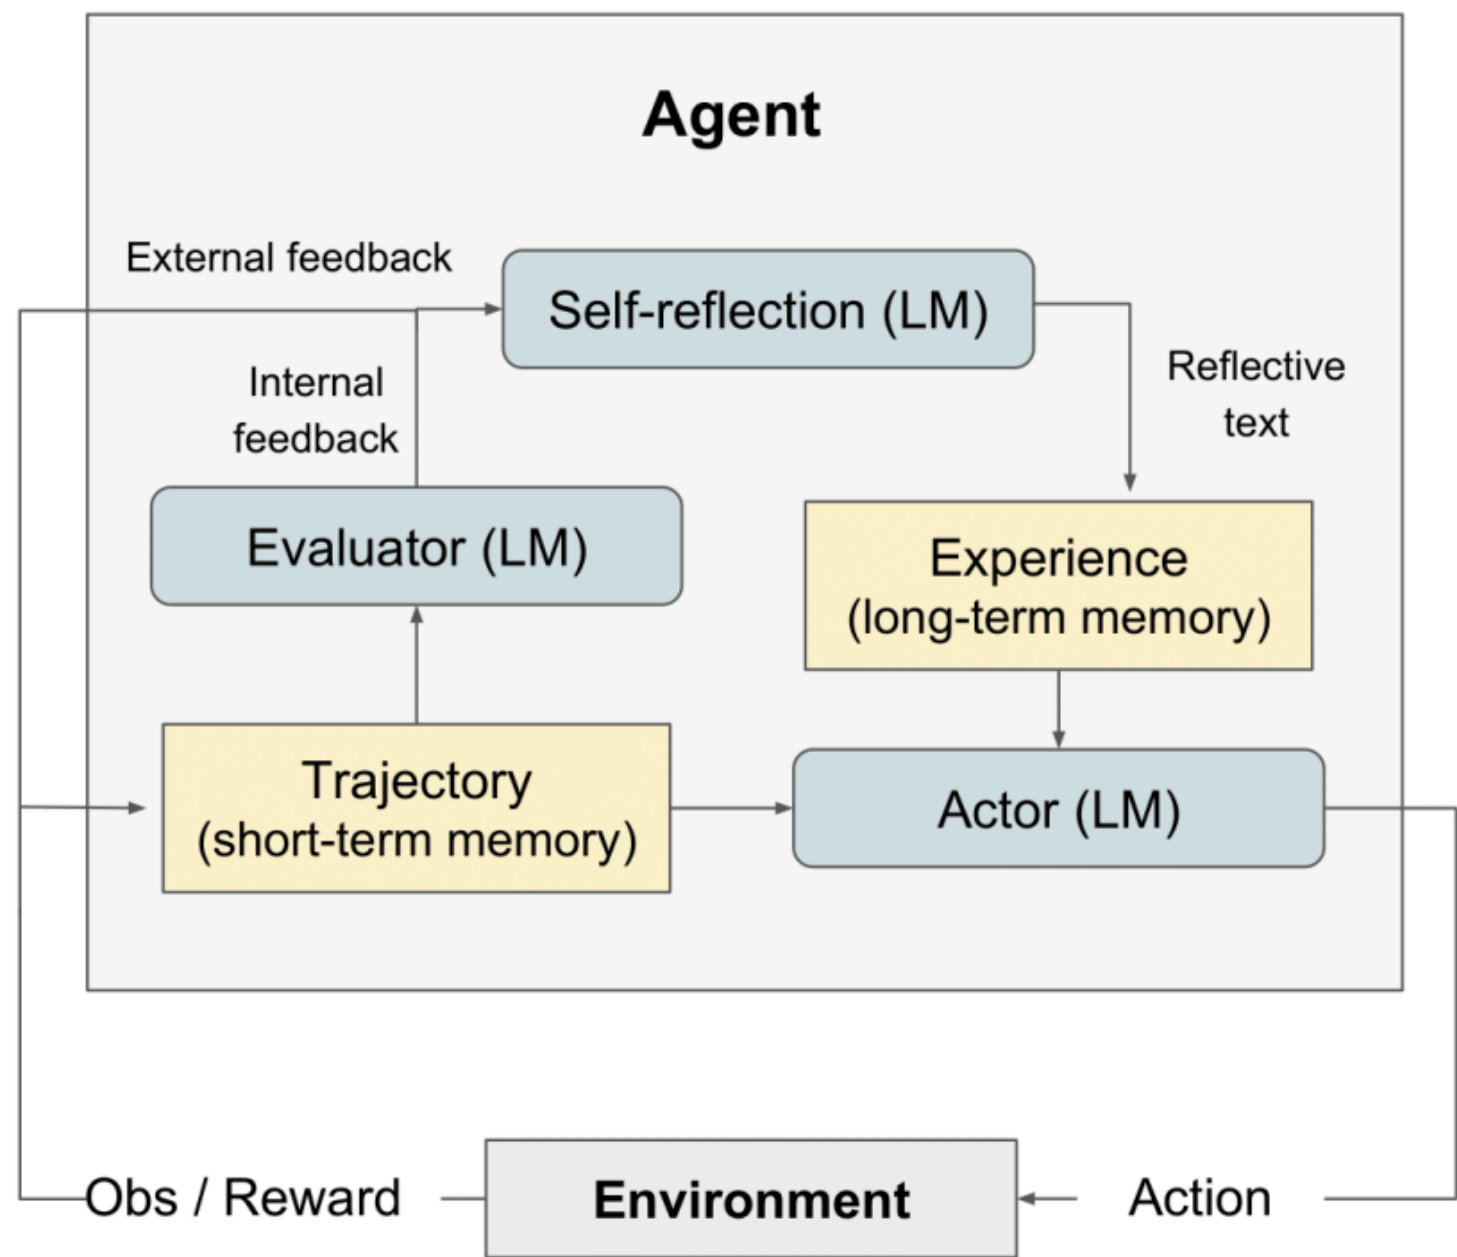 Agent
External feedback
Self-reflection (LM)
Internal
feedback
Reflective
text
Evaluator (LM)
Experience
(long-term memory)
Trajectory
(short-term memory)
Actor (LM)
Obs / Reward
Environment
Action